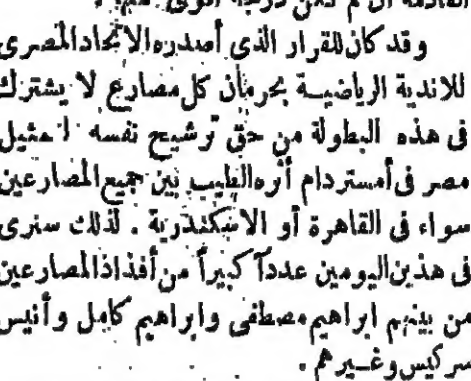 وقد كان للقرار الذي أصدره الاتحاد المصرى
للاندية الرياضية بحرمان كل مصارع لا يشترك
فى هذه البطولة من حق ترشيح نفسه لتمثيل
مصر فى أمستردام أثره الطيب بين جميع المصارعين
سواء فى القاهرة أو الاسكندرية . لذلك سنرى
فى هذين اليومين عدداً كبيراً من أفذاذ المصارعين
من بينهم ابراهيم مصطفى وابراهيم كامل وأنيس
سركيس وغيرهم .